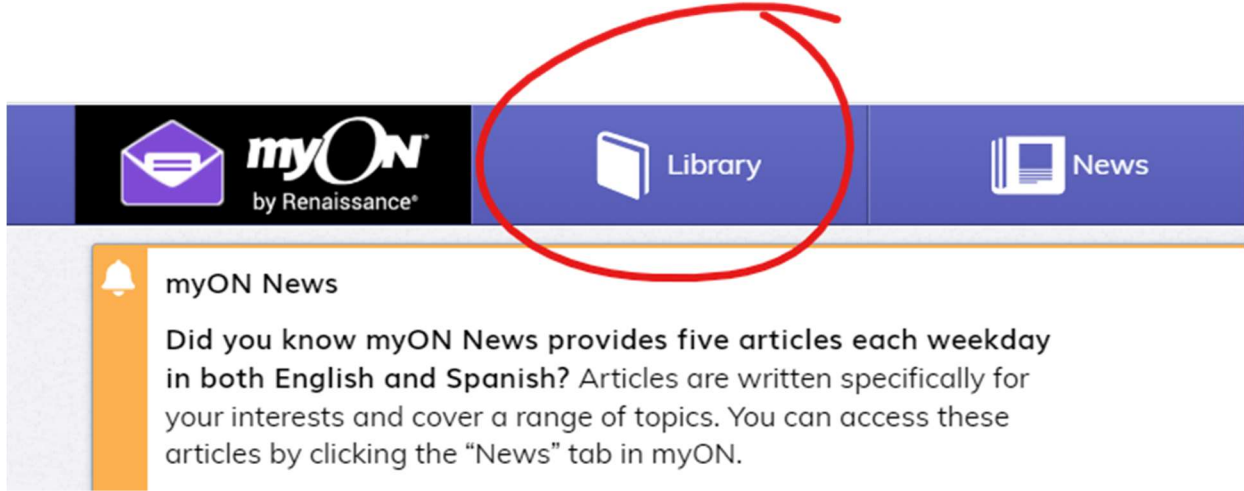 myON®
by Renaissance®
Library
News
myON News
Did you know myON News provides five articles each weekday
in both English and Spanish? Articles are written specifically for
your interests and cover a range of topics. You can access these
articles by clicking the “News” tab in myON.